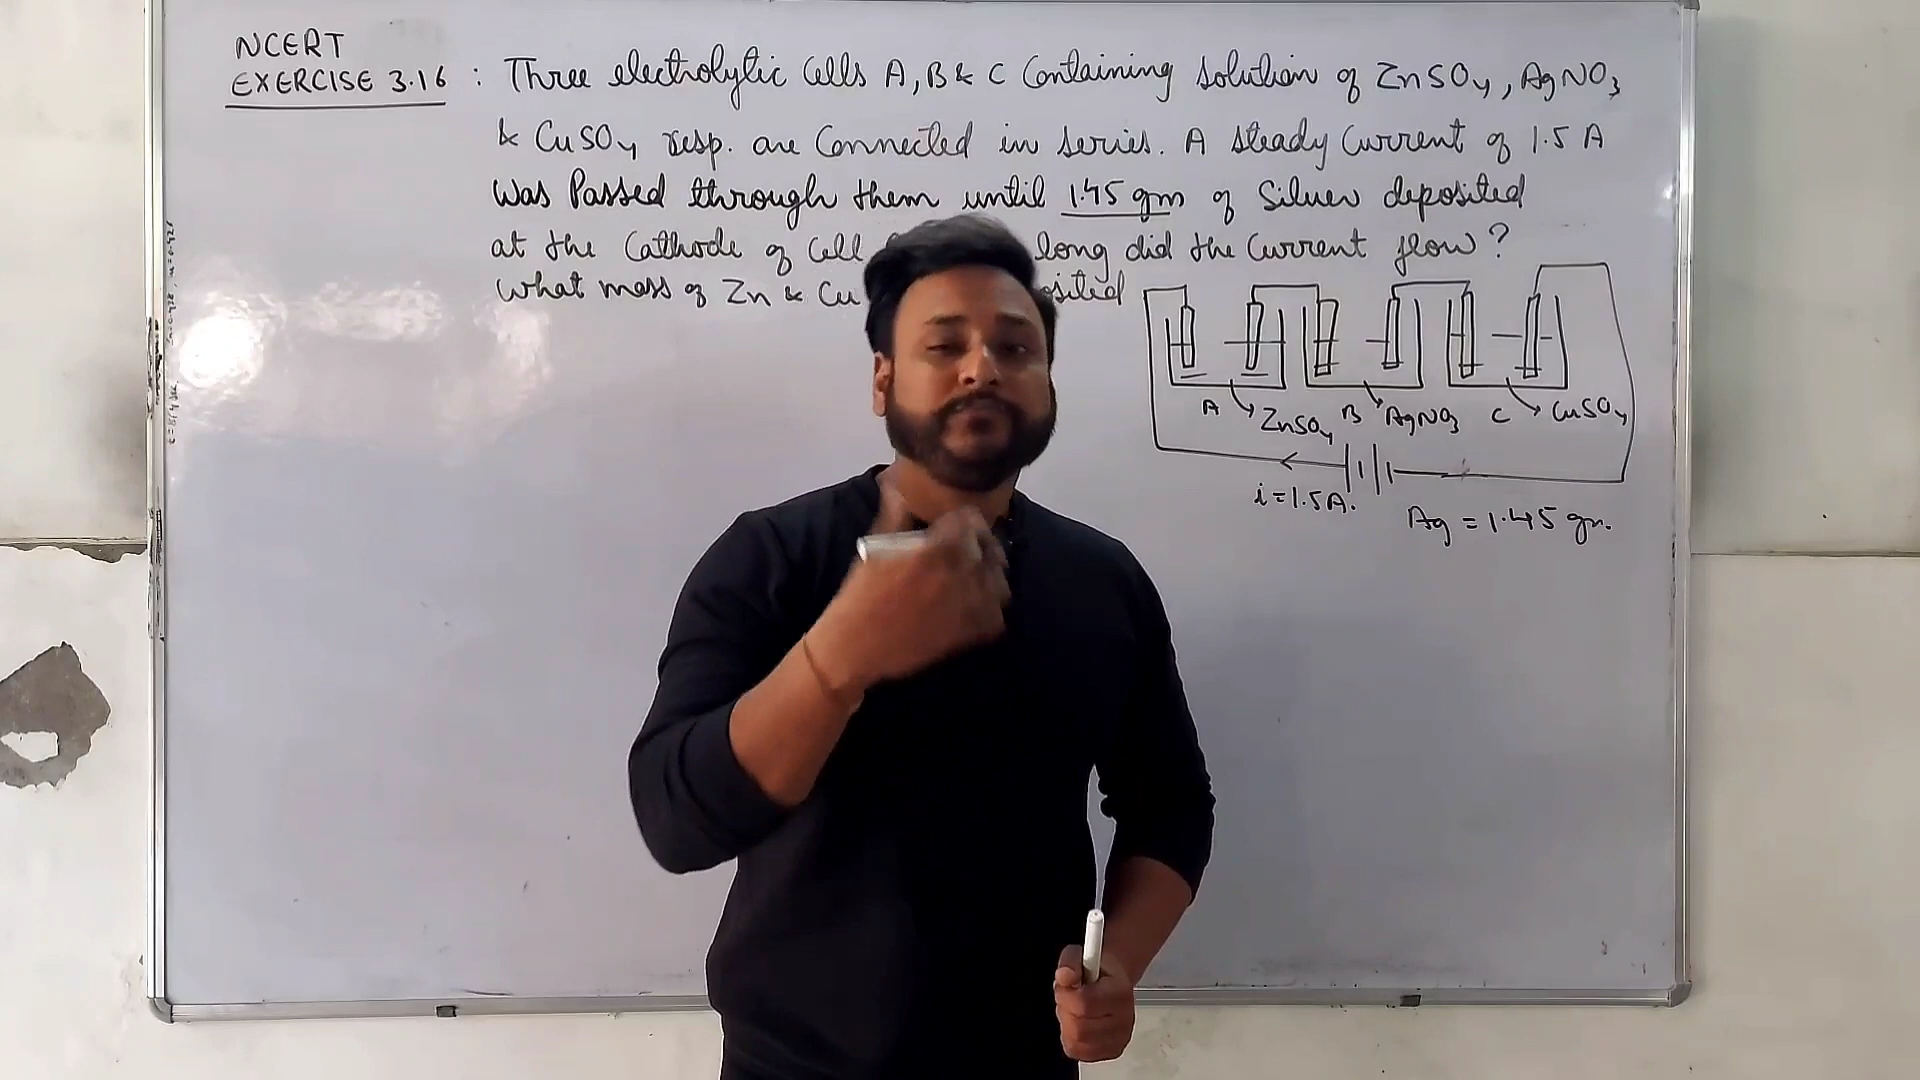 NCERT
EXERCISE 3.16 : Three electrolytic Cells A, B & C Containing solution of ZnSO4, AgNO3
& CuSO4 resp. are Connected in series. A steady Current of 1.5 A
was Passed through them until 1.45 gm of Silver deposited
at the Cathode of Cell long did the Current flow?
What mass of Zn & Cu
A ZnSO4 B AgNO3 C CuSO4
i = 1.5A.
Ag = 1.45 gm.